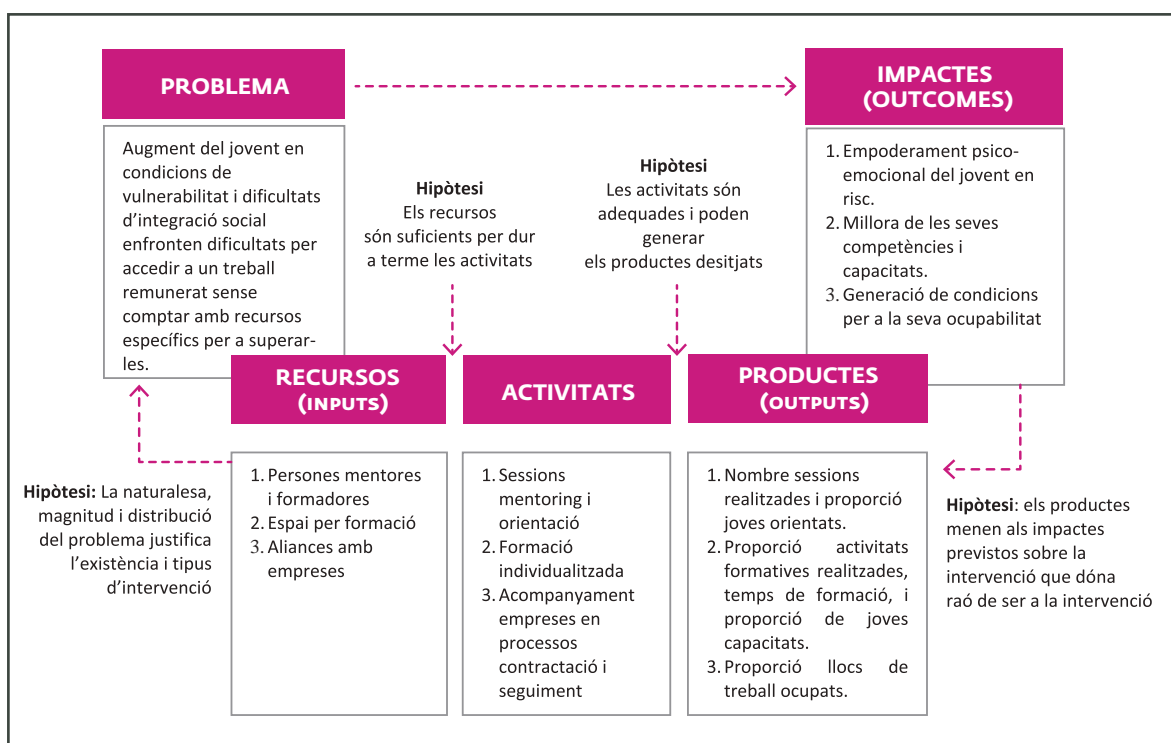 PROBLEMA
Augment del jovent en
condicions de
vulnerabilitat i dificultats
d’integració social
enfronten dificultats per
accedir a un treball
remunerat sense
comptar amb recursos
específics per a superar-
les.
Hipòtesi
Els recursos
són suficients per dur
a terme les activitats
Hipòtesi
Les activitats són
adequades i poden
generar
els productes desitjats
IMPACTES
(OUTCOMES)
1. Empoderament psico-
emocional del jovent en
risc.
2. Millora de les seves
competències i
capacitats.
3. Generació de condicions
per a la seva ocupabilitat
Hipòtesi: La naturalesa,
magnitud i distribució
del problema justifica
l’existència i tipus
d’intervenció
RECURSOS
(INPUTS)
1. Persones mentores
i formadores
2. Espai per formació
3. Aliances amb
empreses
ACTIVITATS
1. Sessions
mentoring i
orientació
2. Formació
individualitzada
3. Acompanyament
empreses en
processos
contractació i
seguiment
PRODUCTES
(OUTPUTS)
1. Nombre sessions
realitzades i proporció
joves orientats.
2. Proporció activitats
formatives realitzades,
temps de formació, i
proporció de joves
capacitats.
3. Proporció llocs de
treball ocupats.
Hipòtesi: els productes
menen als impactes
previstos sobre la
intervenció que dóna
raó de ser a la intervenció